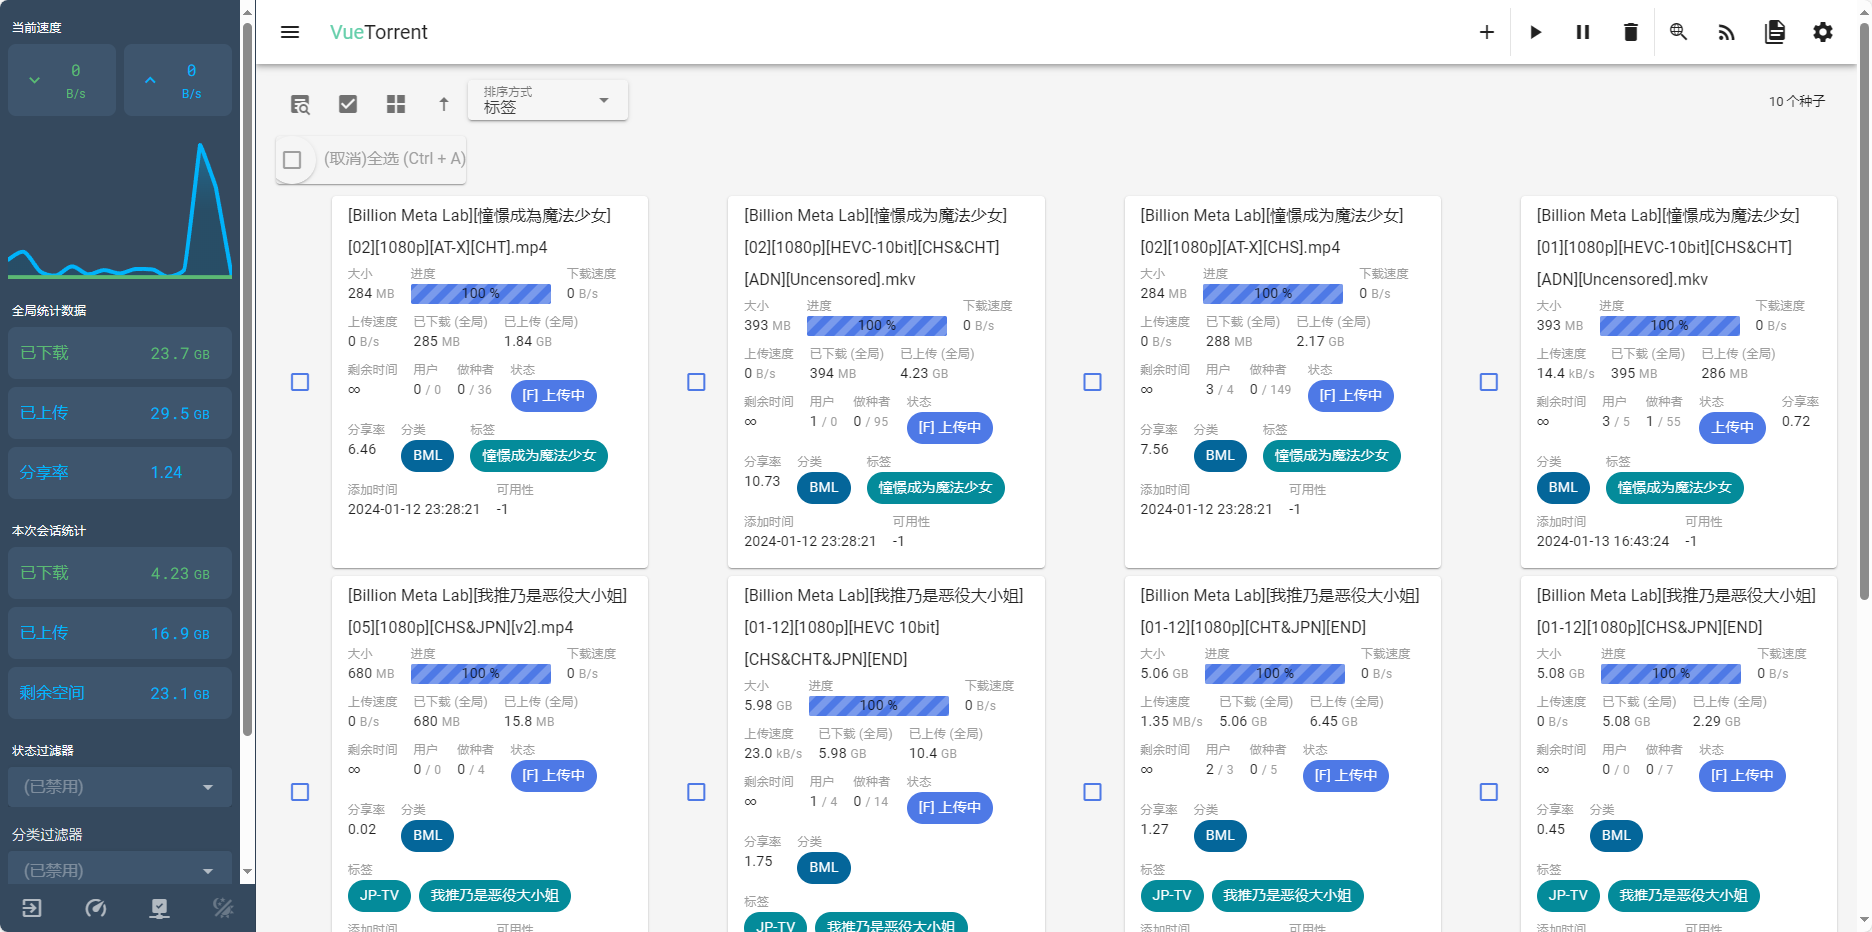 当前速度
0
B/s
0
B/s
全局统计数据
已下载 23.7 GB
已上传 29.5 GB
分享率 1.24
本次会话统计
已下载 4.23 GB
已上传 16.9 GB
剩余空间 23.1 GB
状态过滤器
(已禁用)
分类过滤器
(已禁用)
VueTorrent
排序方式
标签
10 个种子
(取消)全选 (Ctrl + A)
[Billion Meta Lab][憧憬成為魔法少女]
[02][1080p][AT-X][CHT].mp4
大小 进度 下载速度
284 MB 100 % 0 B/s
上传速度 已下载 (全局) 已上传 (全局)
0 B/s 285 MB 1.84 GB
剩余时间 用户 做种者 状态
∞ 0 / 0 0 / 36 [F] 上传中
分享率 分类 标签
6.46 BML 憧憬成为魔法少女
添加时间 可用性
2024-01-12 23:28:21 -1
[Billion Meta Lab][憧憬成为魔法少女]
[02][1080p][HEVC-10bit][CHS&CHT]
[ADN][Uncensored].mkv
大小 进度 下载速度
393 MB 100 % 0 B/s
上传速度 已下载 (全局) 已上传 (全局)
0 B/s 394 MB 4.23 GB
剩余时间 用户 做种者 状态
∞ 1 / 0 0 / 95 [F] 上传中
分享率 分类 标签
10.73 BML 憧憬成为魔法少女
添加时间 可用性
2024-01-12 23:28:21 -1
[Billion Meta Lab][憧憬成为魔法少女]
[02][1080p][AT-X][CHS].mp4
大小 进度 下载速度
284 MB 100 % 0 B/s
上传速度 已下载 (全局) 已上传 (全局)
0 B/s 288 MB 2.17 GB
剩余时间 用户 做种者 状态
∞ 3 / 4 0 / 149 [F] 上传中
分享率 分类 标签
7.56 BML 憧憬成为魔法少女
添加时间 可用性
2024-01-12 23:28:21 -1
[Billion Meta Lab][憧憬成为魔法少女]
[01][1080p][HEVC-10bit][CHS&CHT]
[ADN][Uncensored].mkv
大小 进度 下载速度
393 MB 100 % 0 B/s
上传速度 已下载 (全局) 已上传 (全局)
14.4 kB/s 395 MB 286 MB
剩余时间 用户 做种者 状态 分享率
∞ 3 / 5 1 / 55 上传中 0.72
分类 标签
BML 憧憬成为魔法少女
添加时间 可用性
2024-01-13 16:43:24 -1
[Billion Meta Lab][我推乃是恶役大小姐]
[05][1080p][CHS&JPN][v2].mp4
大小 进度 下载速度
680 MB 100 % 0 B/s
上传速度 已下载 (全局) 已上传 (全局)
0 B/s 680 MB 15.8 MB
剩余时间 用户 做种者 状态
∞ 0 / 0 0 / 4 [F] 上传中
分享率 分类
0.02 BML
标签
JP-TV 我推乃是恶役大小姐
添加时间 可用性
[Billion Meta Lab][我推乃是恶役大小姐]
[01-12][1080p][HEVC 10bit]
[CHS&CHT&JPN][END]
大小 进度 下载速度
5.98 GB 100 % 0 B/s
上传速度 已下载 (全局) 已上传 (全局)
23.0 kB/s 5.98 GB 10.4 GB
剩余时间 用户 做种者 状态
∞ 1 / 4 0 / 14 [F] 上传中
分享率 分类
1.75 BML
标签
JP-TV 我推乃是恶役大小姐
[Billion Meta Lab][我推乃是恶役大小姐]
[01-12][1080p][CHT&JPN][END]
大小 进度 下载速度
5.06 GB 100 % 0 B/s
上传速度 已下载 (全局) 已上传 (全局)
1.35 MB/s 5.06 GB 6.45 GB
剩余时间 用户 做种者 状态
∞ 2 / 3 0 / 5 [F] 上传中
分享率 分类
1.27 BML
标签
JP-TV 我推乃是恶役大小姐
添加时间 可用性
[Billion Meta Lab][我推乃是恶役大小姐]
[01-12][1080p][CHS&JPN][END]
大小 进度 下载速度
5.08 GB 100 % 0 B/s
上传速度 已下载 (全局) 已上传 (全局)
0 B/s 5.08 GB 2.29 GB
剩余时间 用户 做种者 状态
∞ 0 / 0 0 / 7 [F] 上传中
分享率 分类
0.45 BML
标签
JP-TV 我推乃是恶役大小姐
添加时间 可用性